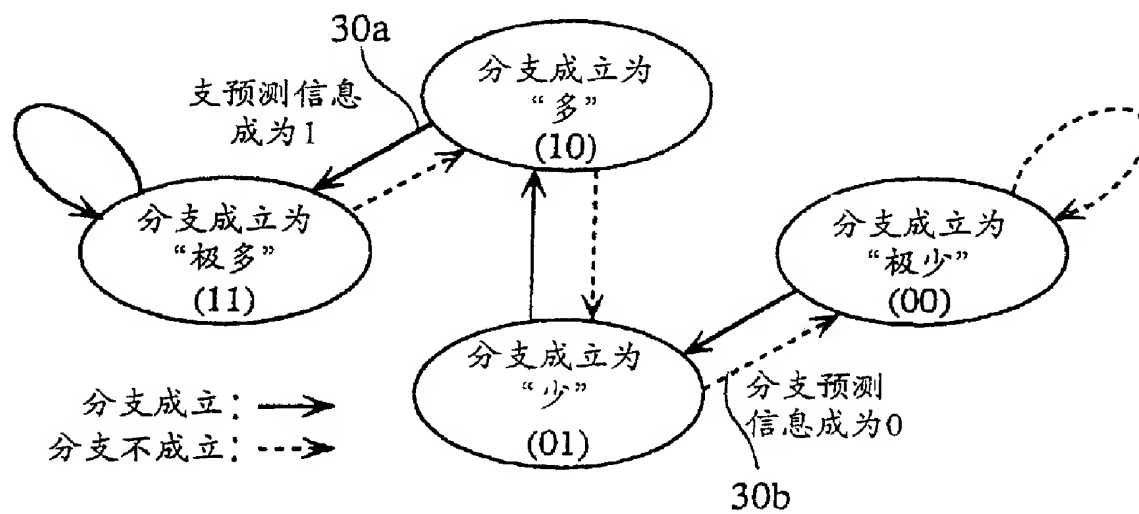 30a
支预测信息
成为1
分支成立为
“多”
(10)
分支成立为
“极多”
(11)
分支成立为
“极少”
(00)
分支成立为
“少”
(01)
分支预测
信息成为0
30b
分支成立:
分支不成立: